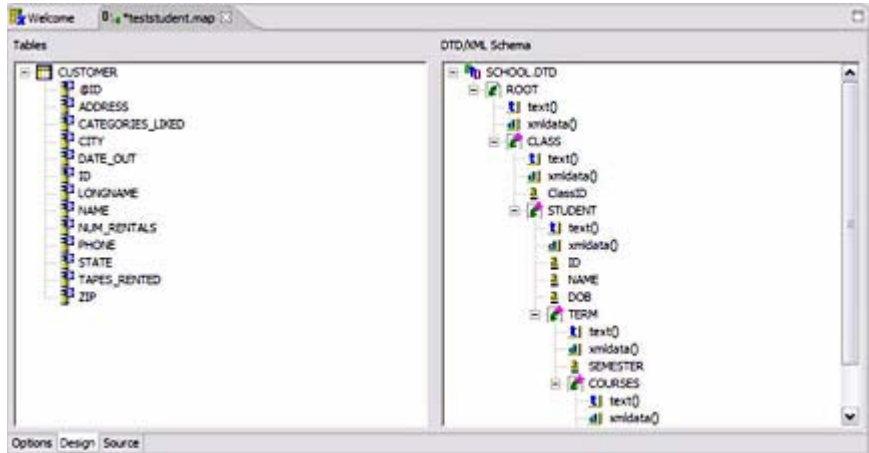 Welcome
*teststudent.map
Tables
CUSTOMER
@ID
ADDRESS
CATEGORIES_LIKED
CITY
DATE_OUT
ID
LONGNAME
NAME
NUM_RENTALS
PHONE
STATE
TAPES_RENTED
ZIP
DTD/XML Schema
SCHOOL.DTD
ROOT
text()
xmldata()
CLASS
text()
xmldata()
ClassID
STUDENT
text()
xmldata()
ID
NAME
DOB
TERM
text()
xmldata()
SEMESTER
COURSES
text()
xmldata()
Options Design Source